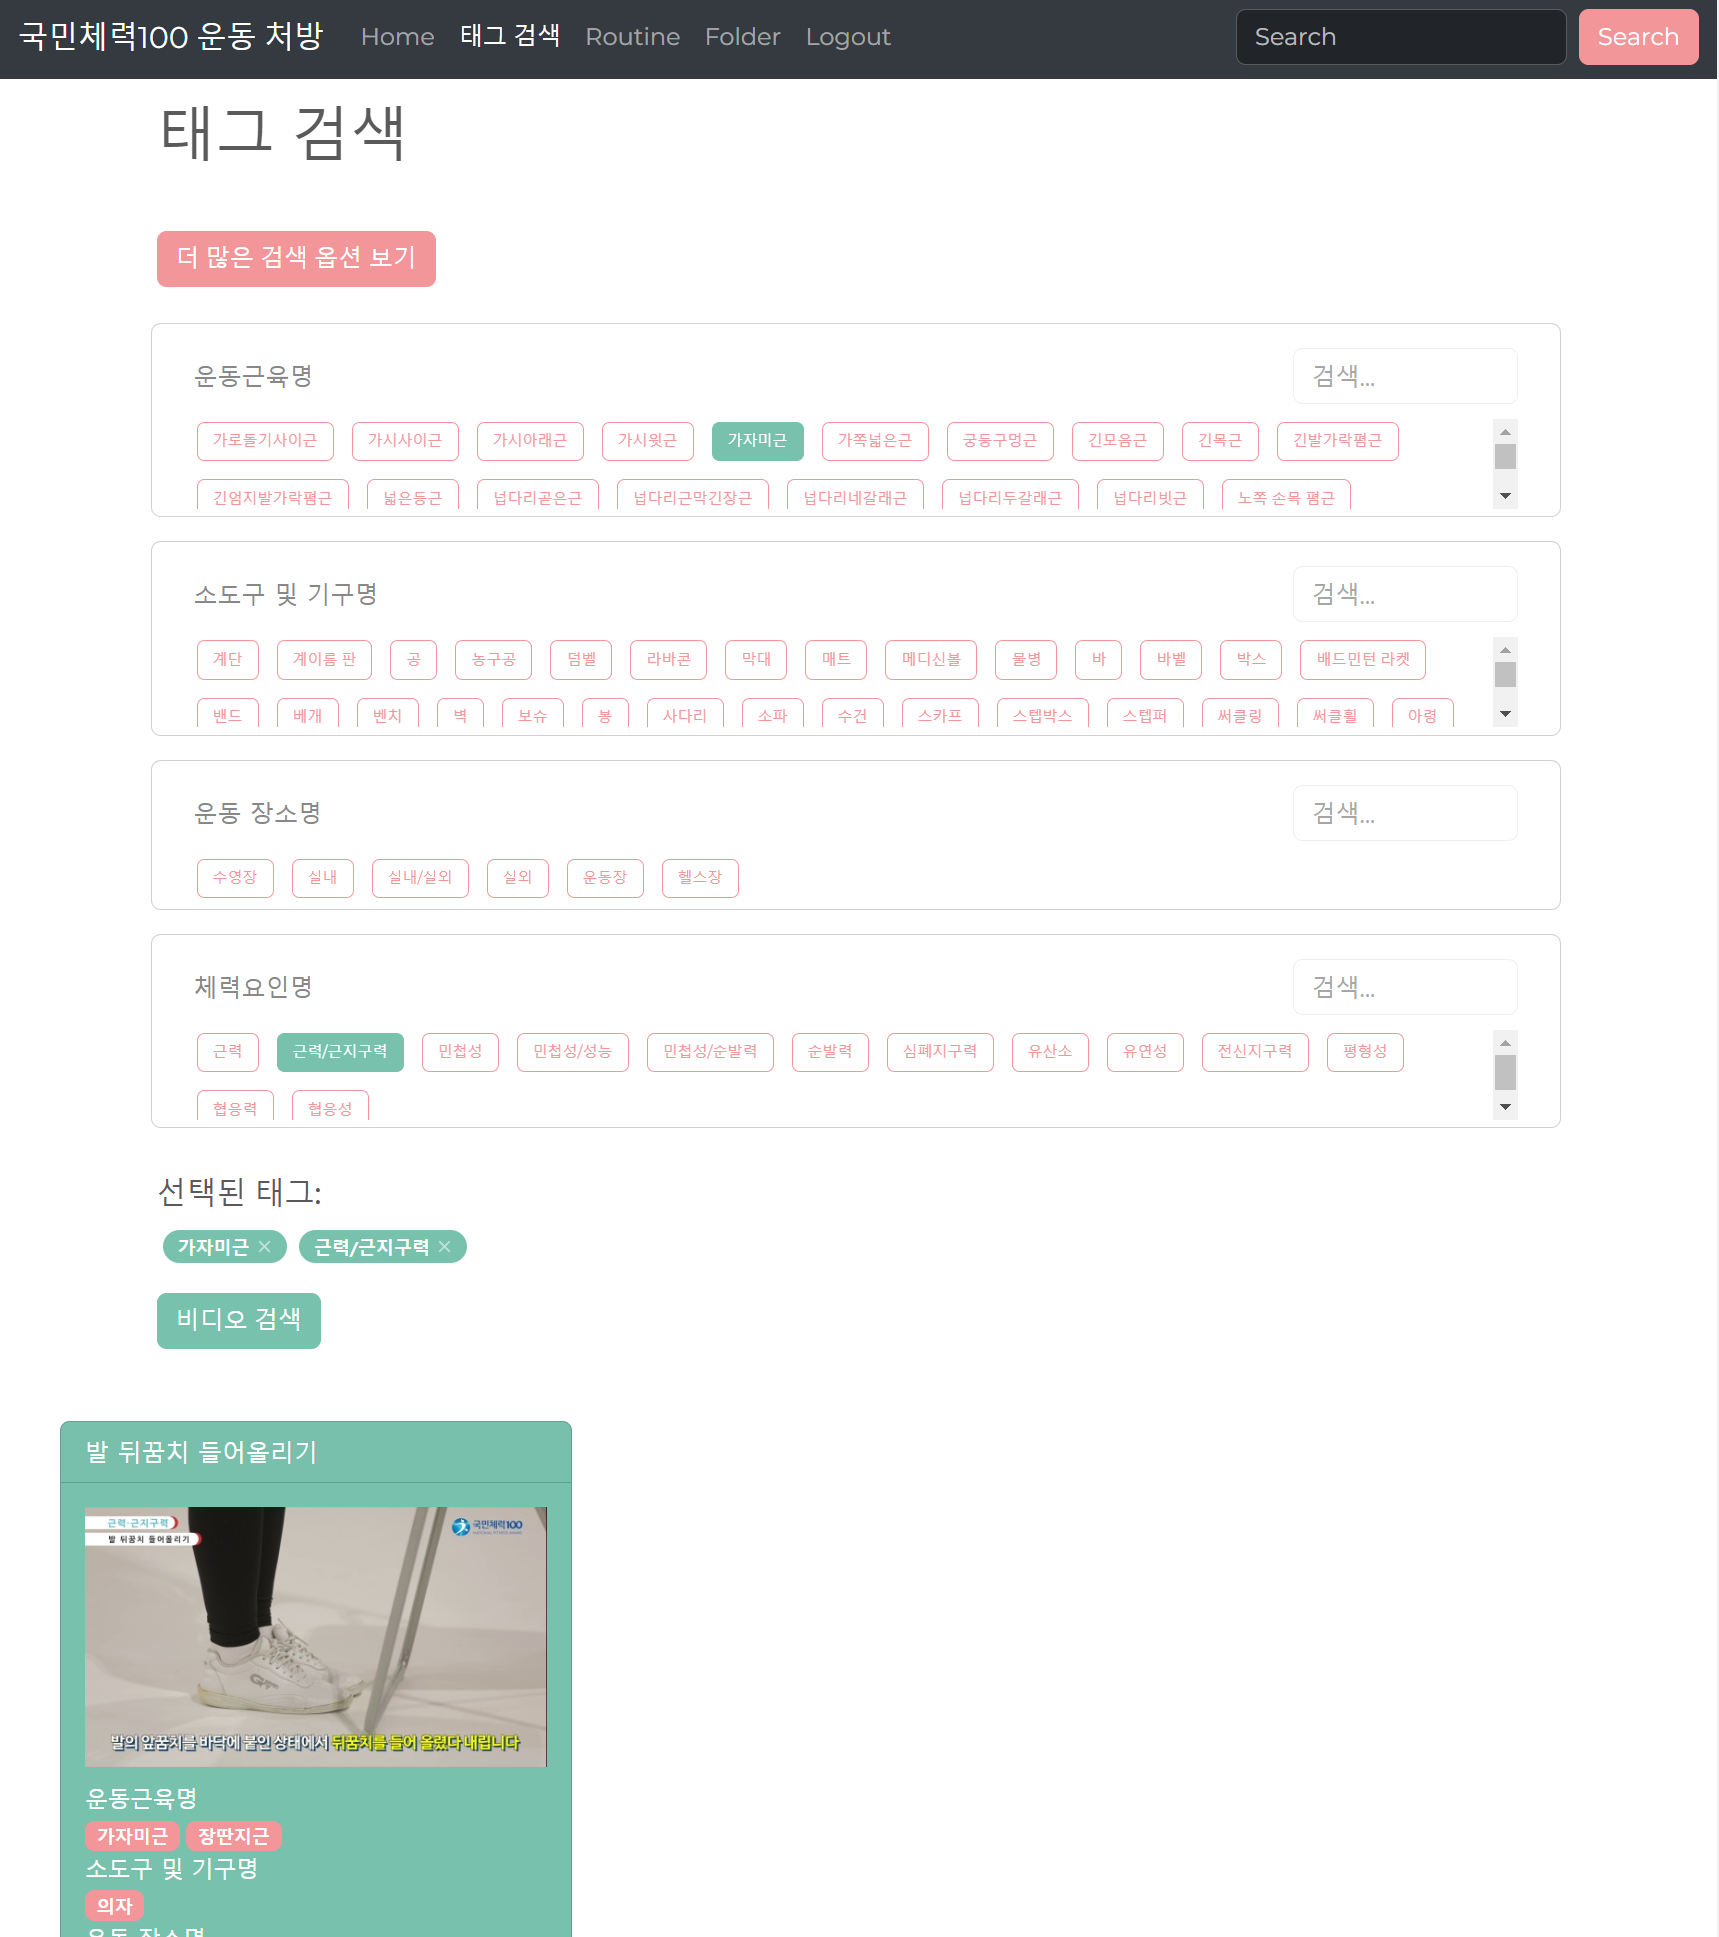 국민체력100 운동 처방 Home 태그 검색 Routine Folder Logout Search Search
태그 검색
더 많은 검색 옵션 보기
운동근육명 검색...
가로돌기사이근 가시사이근 가시아래근 가시윗근 가자미근 가쪽넓은근 궁둥구멍근 긴모음근 긴목근 긴발가락폄근
긴엄지발가락폄근 넓은등근 넙다리곧은근 넙다리근막긴장근 넙다리네갈래근 넙다리두갈래근 넙다리빗근 노쪽 손목 폄근
소도구 및 기구명 검색...
계단 계이름 판 공 농구공 덤벨 라바콘 막대 매트 메디신볼 물병 바 바벨 박스 배드민턴 라켓
밴드 베개 벤치 벽 보슈 봉 사다리 소파 수건 스카프 스텝박스 스텝퍼 써클링 써클휠 아령
운동 장소명 검색...
수영장 실내 실내/실외 실외 운동장 헬스장
체력요인명 검색...
근력 근력/근지구력 민첩성 민첩성/성능 민첩성/순발력 순발력 심폐지구력 유산소 유연성 전신지구력 평형성
협응력 협응성
선택된 태그:
가자미근 × 근력/근지구력 ×
비디오 검색
발 뒤꿈치 들어올리기
근력·근지구력
국민체력100
발 뒤꿈치 들어올리기
발의 앞꿈치를 바닥에 붙인 상태에서 뒤꿈치를 들어 올렸다 내립니다
운동근육명
가자미근 장딴지근
소도구 및 기구명
의자
운동 장소명